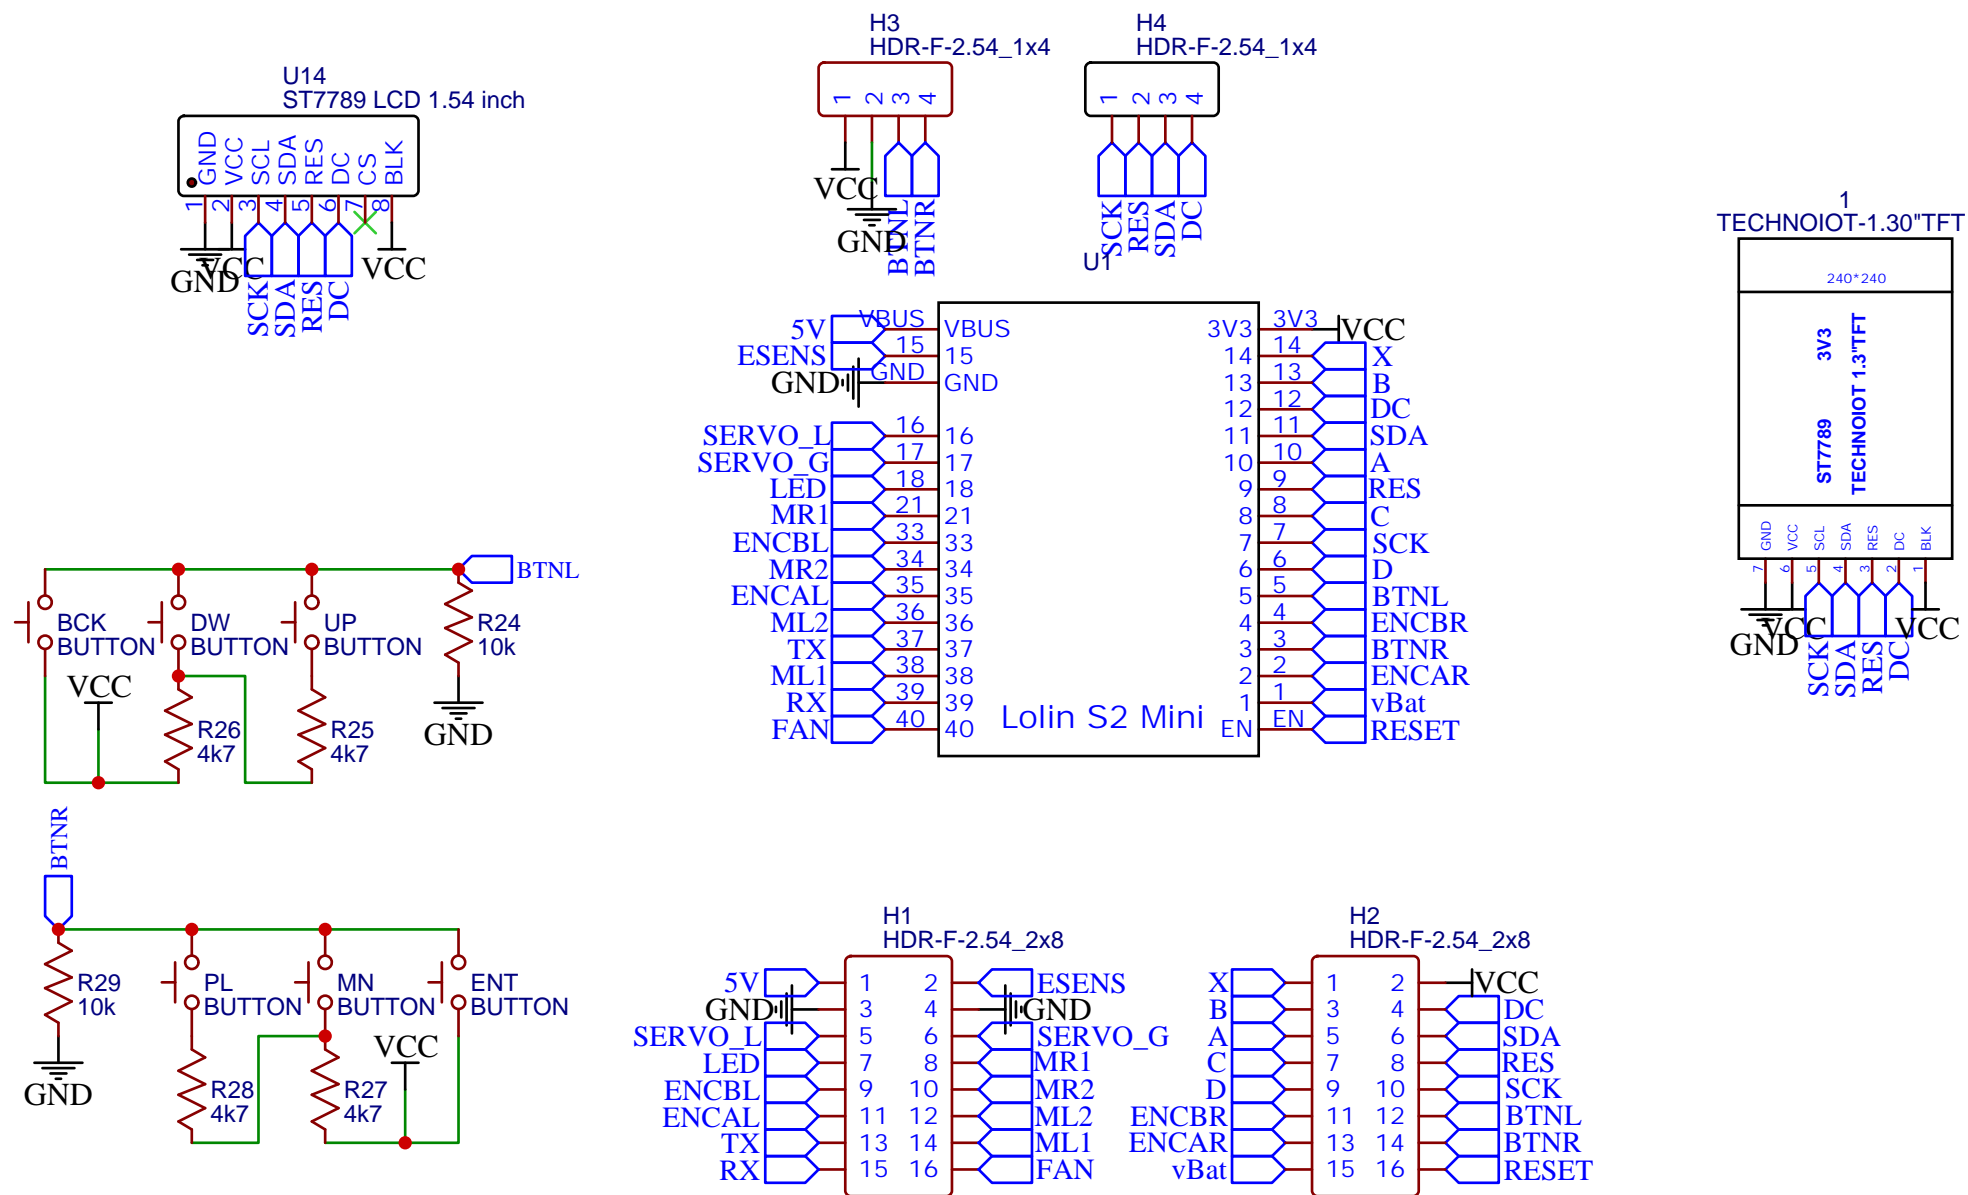 U14
ST7789 LCD 1.54 inch
GND
VCC
SCL
SDA
RES
DC
CS
BLK
1
2
3
4
5
6
7
8
GND
VCC
SCK
SDA
RES
DC
VCC
H3
HDR-F-2.54_1x4
1
2
3
4
VCC
GND
BTNL
BTNR
H4
HDR-F-2.54_1x4
1
2
3
4
SCK
RES
SDA
DC
1
TECHNOIOT-1.30"TFT
240*240
ST7789 3V3
TECHNOIOT 1.3"TFT
GND
VCC
SCL
SDA
RES
DC
BLK
7
6
5
4
3
2
1
GND
VCC
SCK
SDA
RES
DC
VCC
U1
5V VBUS VBUS
ESENS 15 15
GND GND GND
SERVO_L 16 16
SERVO_G 17 17
LED 18 18
MR1 21 21
ENCBL 33 33
MR2 34 34
ENCAL 35 35
ML2 36 36
TX 37 37
ML1 38 38
RX 39 39
FAN 40 40
Lolin S2 Mini
3V3 3V3 VCC
14 14 X
13 13 B
12 12 DC
11 11 SDA
10 10 A
9 9 RES
8 8 C
7 7 SCK
6 6 D
5 5 BTNL
4 4 ENCBR
3 3 BTNR
2 2 ENCAR
1 1 vBat
EN EN RESET
BTNL
BCK
BUTTON
DW
BUTTON
UP
BUTTON
R24
10k
VCC
R26
4k7
R25
4k7
GND
BTNR
R29
10k
PL
BUTTON
MN
BUTTON
ENT
BUTTON
GND
R28
4k7
R27
4k7
VCC
H1
HDR-F-2.54_2x8
5V 1 2 ESENS
GND 3 4 GND
SERVO_L 5 6 SERVO_G
LED 7 8 MR1
ENCBL 9 10 MR2
ENCAL 11 12 ML2
TX 13 14 ML1
RX 15 16 FAN
H2
HDR-F-2.54_2x8
X 1 2 VCC
B 3 4 DC
A 5 6 SDA
C 7 8 RES
D 9 10 SCK
ENCBR 11 12 BTNL
ENCAR 13 14 BTNR
vBat 15 16 RESET